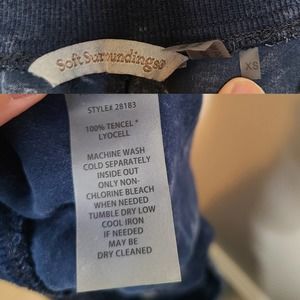 Soft Surroundings
XS
STYLE# 28183
100% TENCEL*
LYOCELL
MACHINE WASH
COLD SEPARATELY
INSIDE OUT
ONLY NON-
CHLORINE BLEACH
WHEN NEEDED
TUMBLE DRY LOW
COOL IRON
IF NEEDED
MAY BE
DRY CLEANED